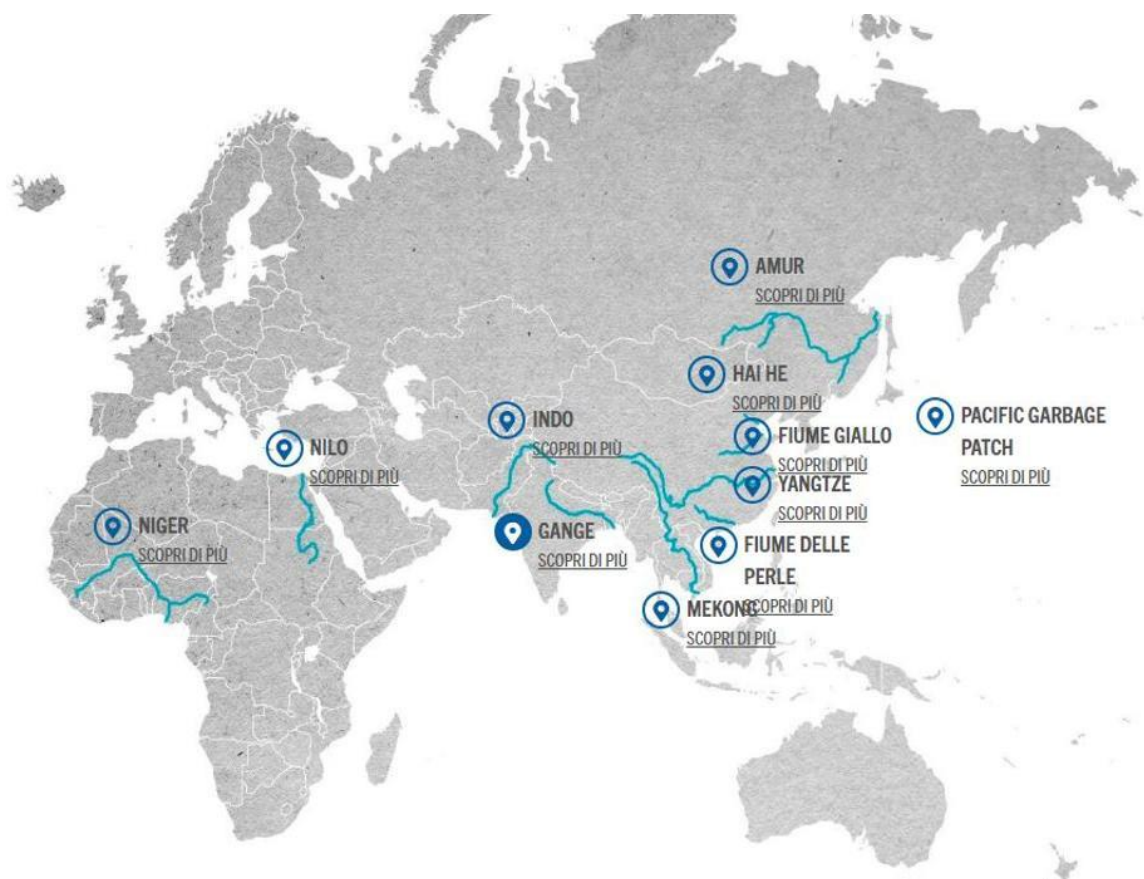 AMUR
SCOPRI DI PIÙ
HAI HE
SCOPRI DI PIÙ
INDO
SCOPRI DI PIÙ
PACIFIC GARBAGE
PATCH
SCOPRI DI PIÙ
FIUME GIALLO
SCOPRI DI PIÙ
NILO
SCOPRI DI PIÙ
YANGTZE
SCOPRI DI PIÙ
NIGER
SCOPRI DI PIÙ
GANGE
SCOPRI DI PIÙ
FIUME DELLE
PERLE
SCOPRI DI PIÙ
MEKONG
SCOPRI DI PIÙ